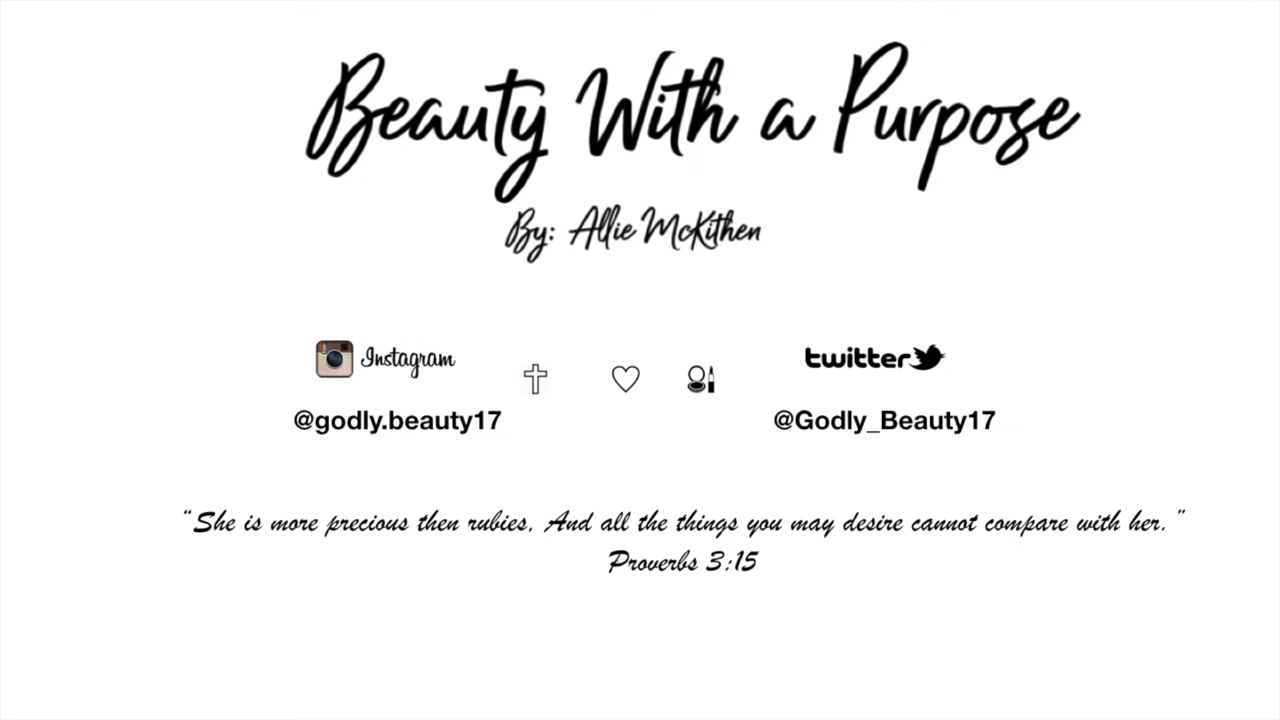 Beauty With a Purpose
By: Allie McKithen
Instagram
twitter
@godly.beauty17
@Godly_Beauty17
"She is more precious then rubies, And all the things you may desire cannot compare with her."
Proverbs 3:15